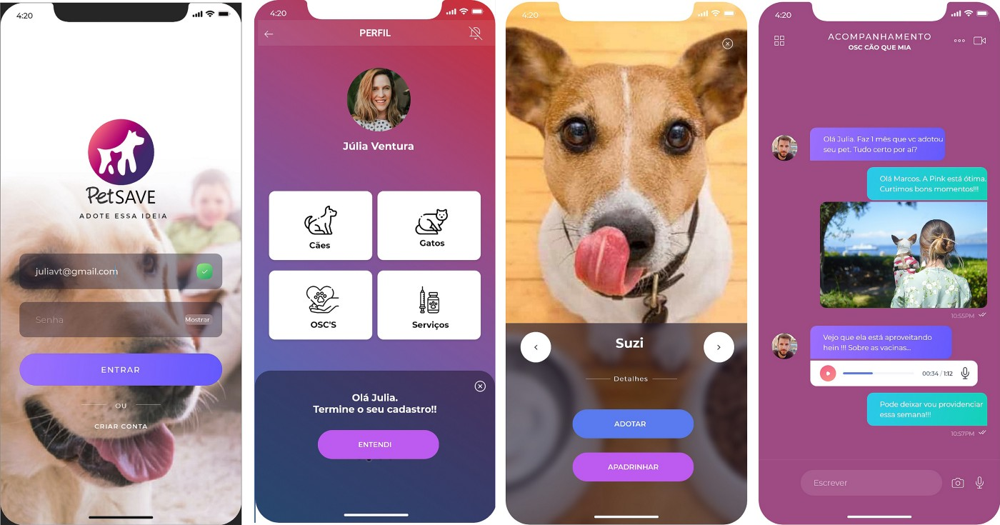 4:20
PetSAVE
ADOTE ESSA IDEIA
juliavt@gmail.com
Senha
Mostrar
ENTRAR
OU
CRIAR CONTA
4:20
PERFIL
Júlia Ventura
Cães
Gatos
OSC'S
Serviços
Olá Julia.
Termine o seu cadastro!!
ENTENDI
4:20
Suzi
Detalhes
ADOTAR
APADRINHAR
4:20
ACOMPANHAMENTO
OSC CÃO QUE MIA
Olá Julia. Faz 1 mês que vc adotou
seu pet. Tudo certo por aí?
Olá Marcos. A Pink está ótima.
Curtimos bons momentos!!!
10:55PM
Vejo que ela está aproveitando
hein !!! Sobre as vacinas...
00:34 / 1:12
Pode deixar vou providenciar
essa semana!!!
10:57PM
Escrever